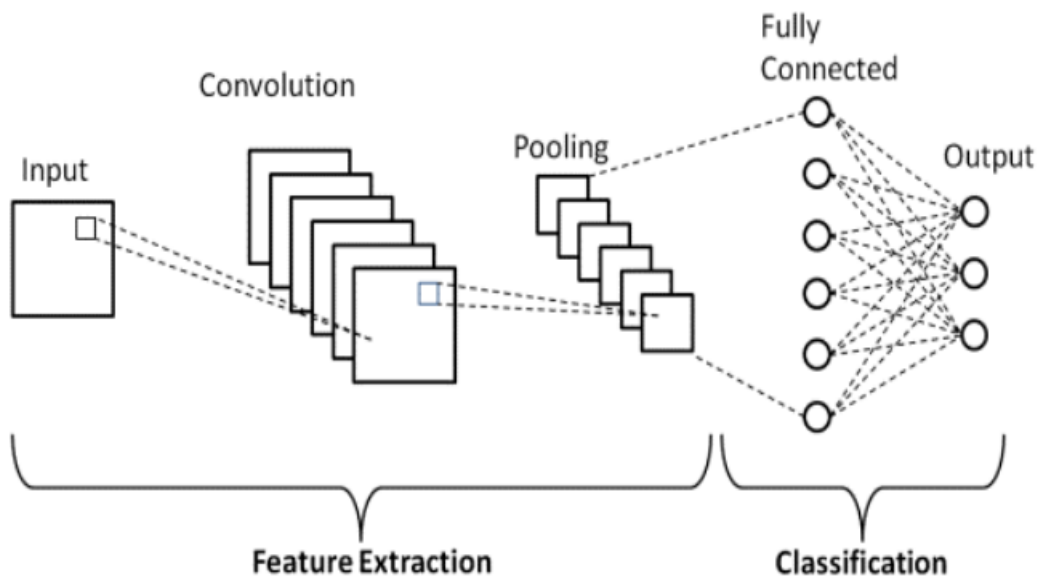 Input
Convolution
Pooling
Fully
Connected
Output
Feature Extraction
Classification